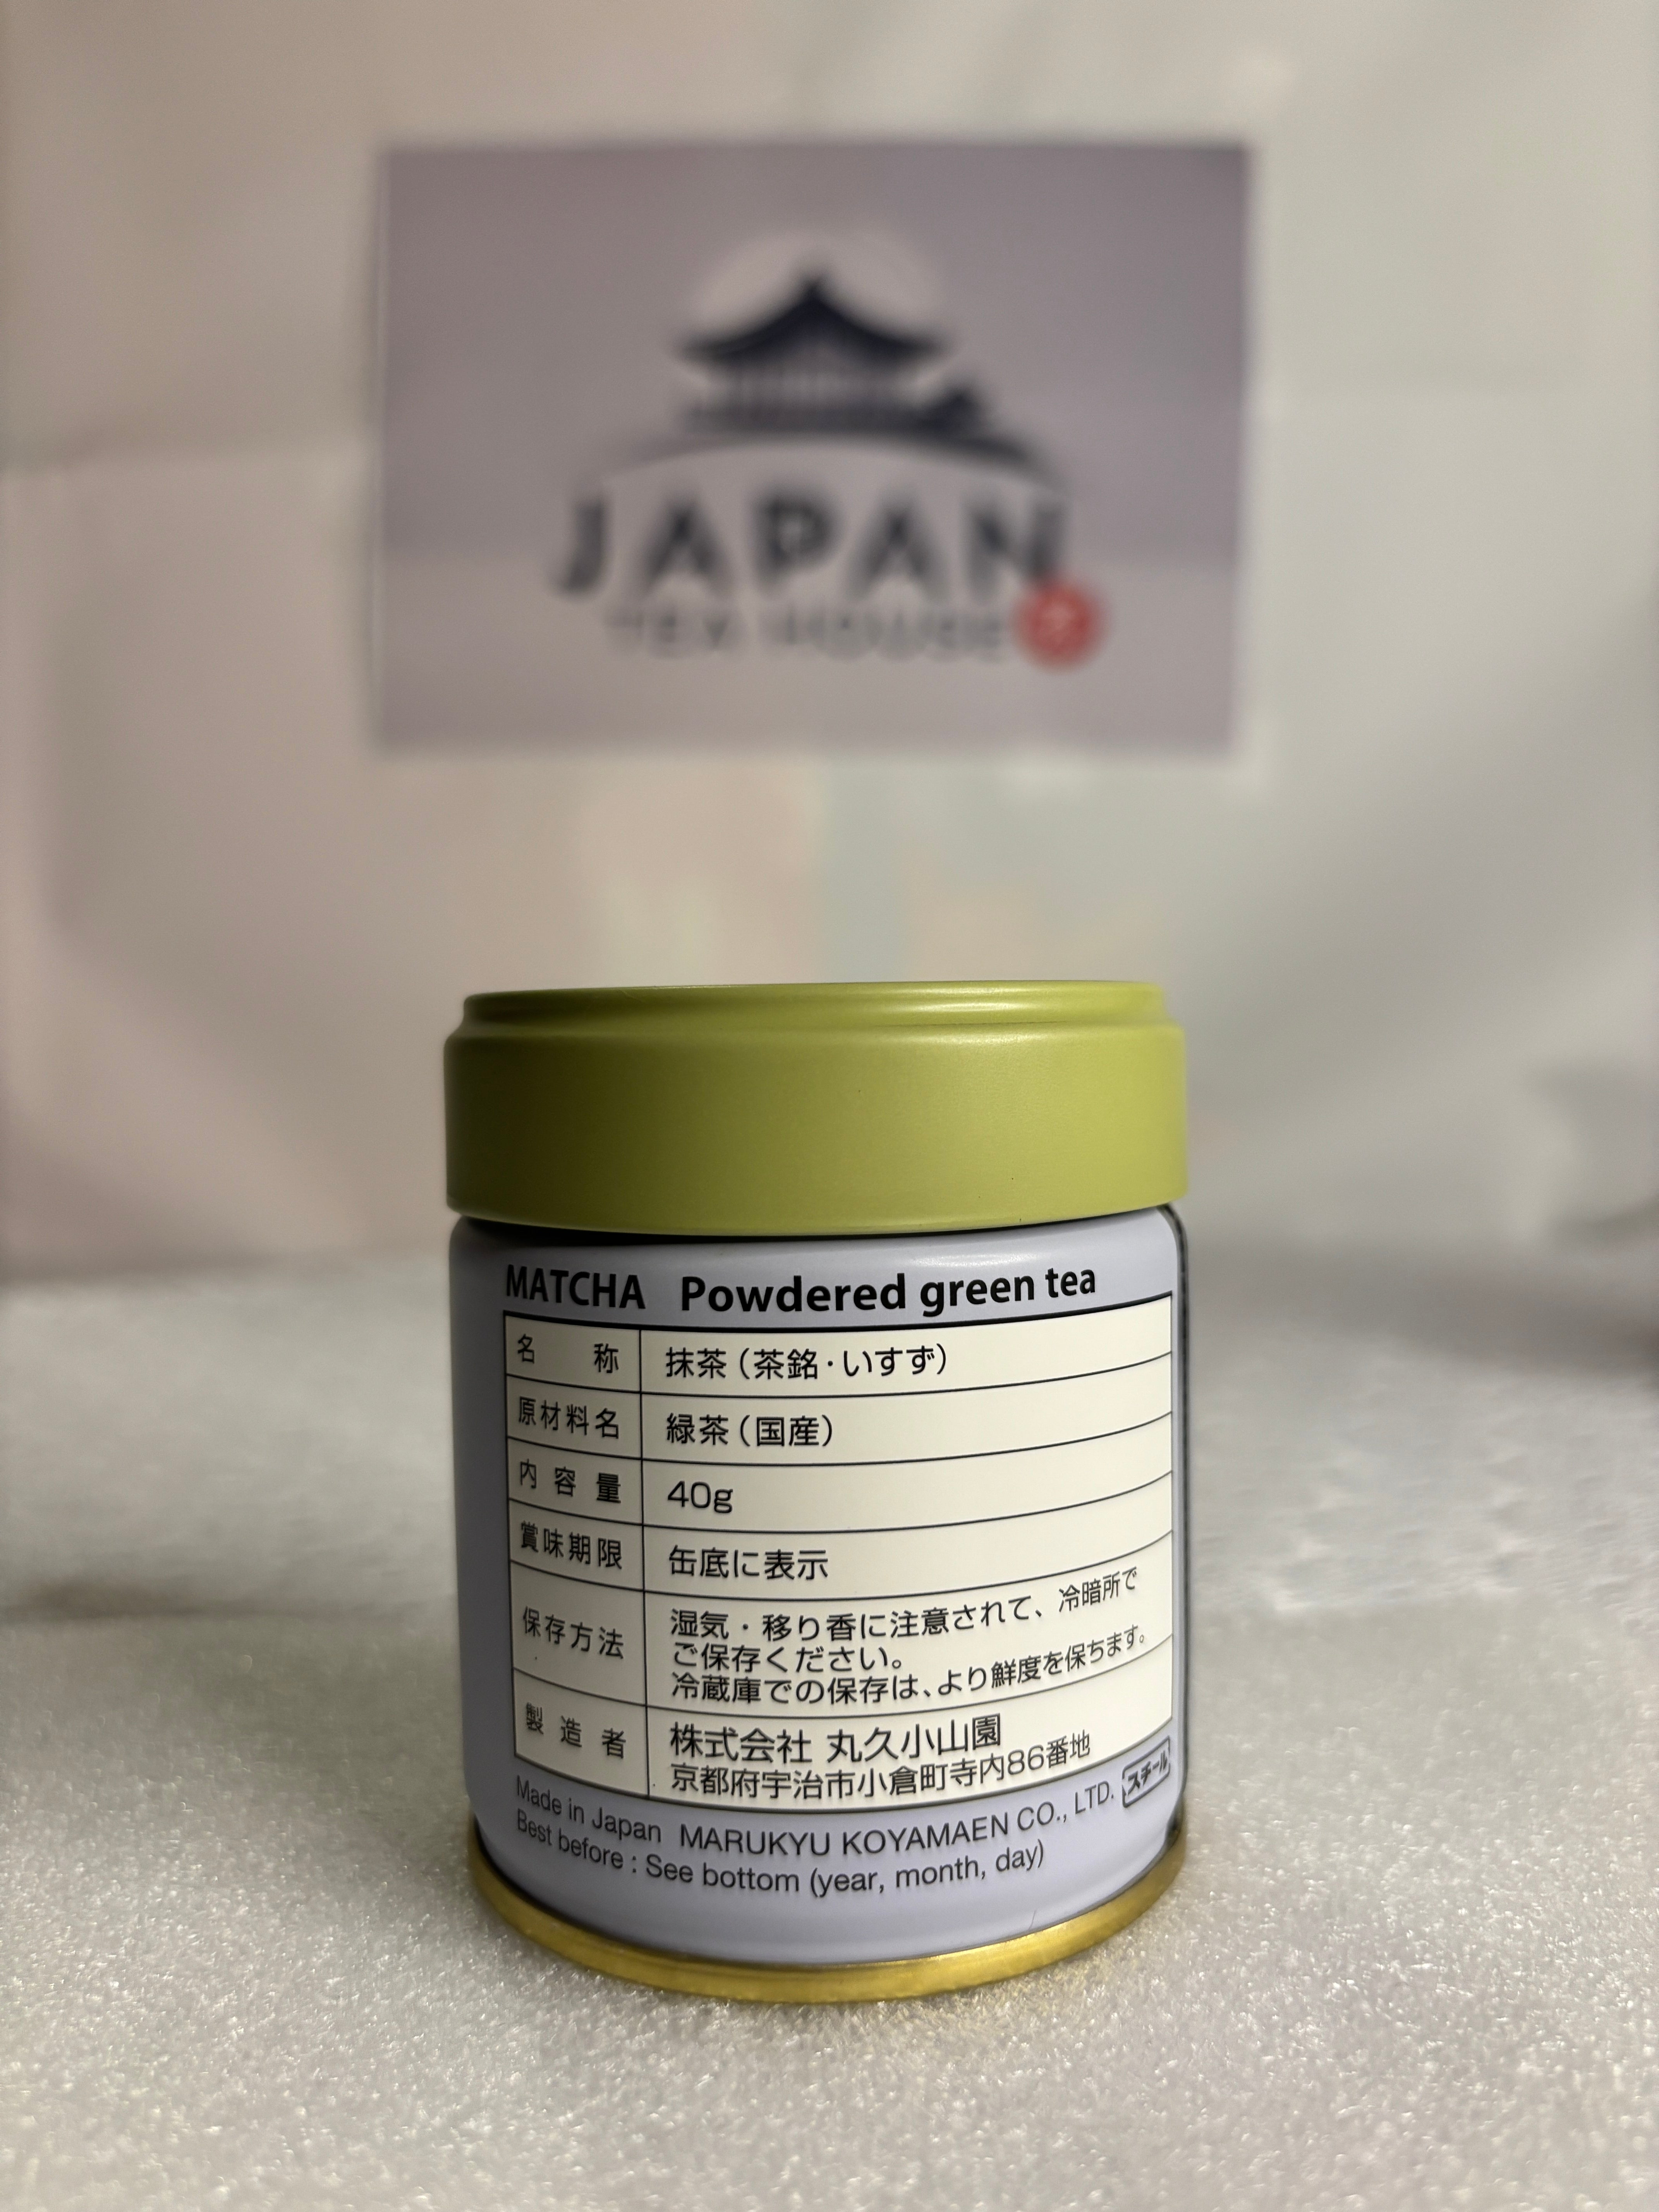 JAPAN
TEA HOUSE
MATCHA Powdered green tea
名称 抹茶（茶銘・いすず）
原材料名 緑茶（国産）
内容量 40g
賞味期限 缶底に表示
保存方法 湿気・移り香に注意されて、冷暗所で
ご保存ください。
冷蔵庫での保存は、より鮮度を保ちます。
製造者 株式会社 丸久小山園
京都府宇治市小倉町寺内86番地
Made in Japan MARUKYU KOYAMAEN CO., LTD. スチール
Best before : See bottom (year, month, day)